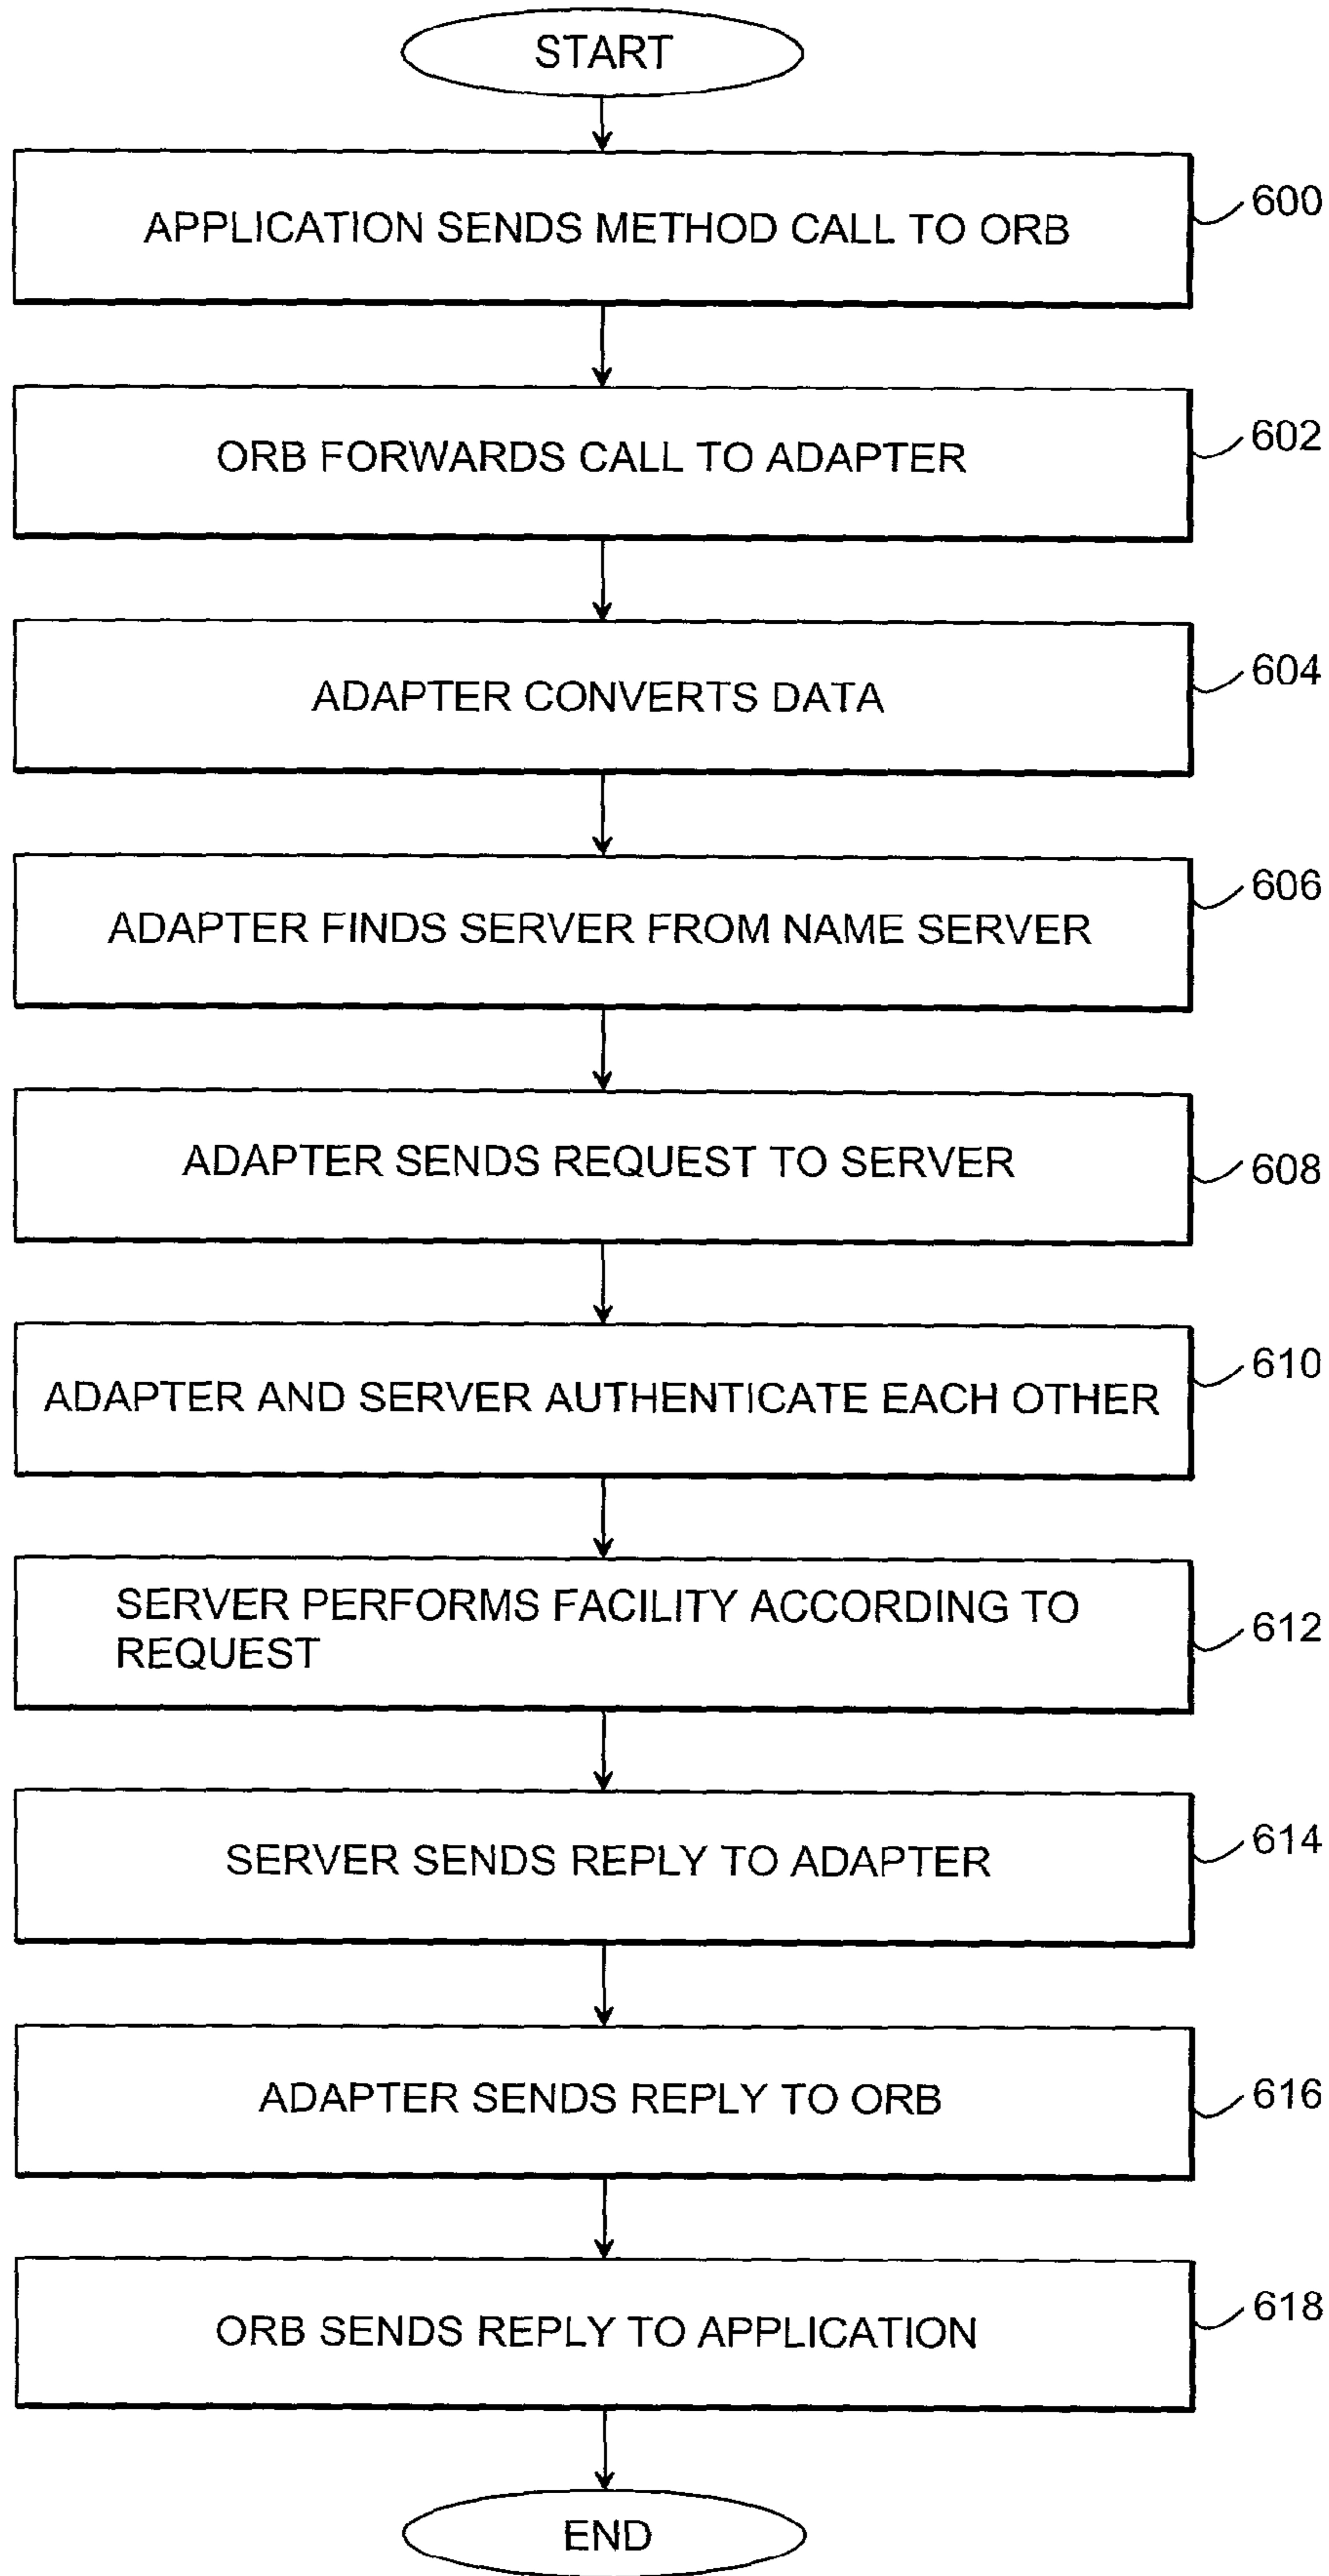 START
APPLICATION SENDS METHOD CALL TO ORB
600
ORB FORWARDS CALL TO ADAPTER
602
ADAPTER CONVERTS DATA
604
ADAPTER FINDS SERVER FROM NAME SERVER
606
ADAPTER SENDS REQUEST TO SERVER
608
ADAPTER AND SERVER AUTHENTICATE EACH OTHER
610
SERVER PERFORMS FACILITY ACCORDING TO
REQUEST
612
SERVER SENDS REPLY TO ADAPTER
614
ADAPTER SENDS REPLY TO ORB
616
ORB SENDS REPLY TO APPLICATION
618
END